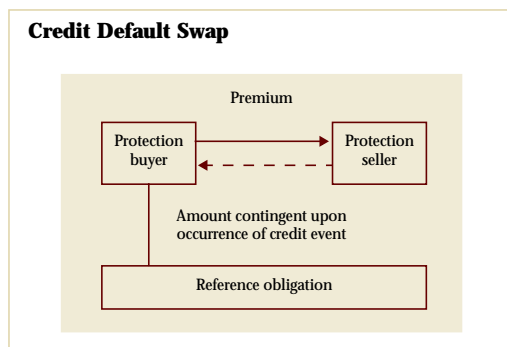 Credit Default Swap
Premium
Protection
buyer
Protection
seller
Amount contingent upon
occurrence of credit event
Reference obligation